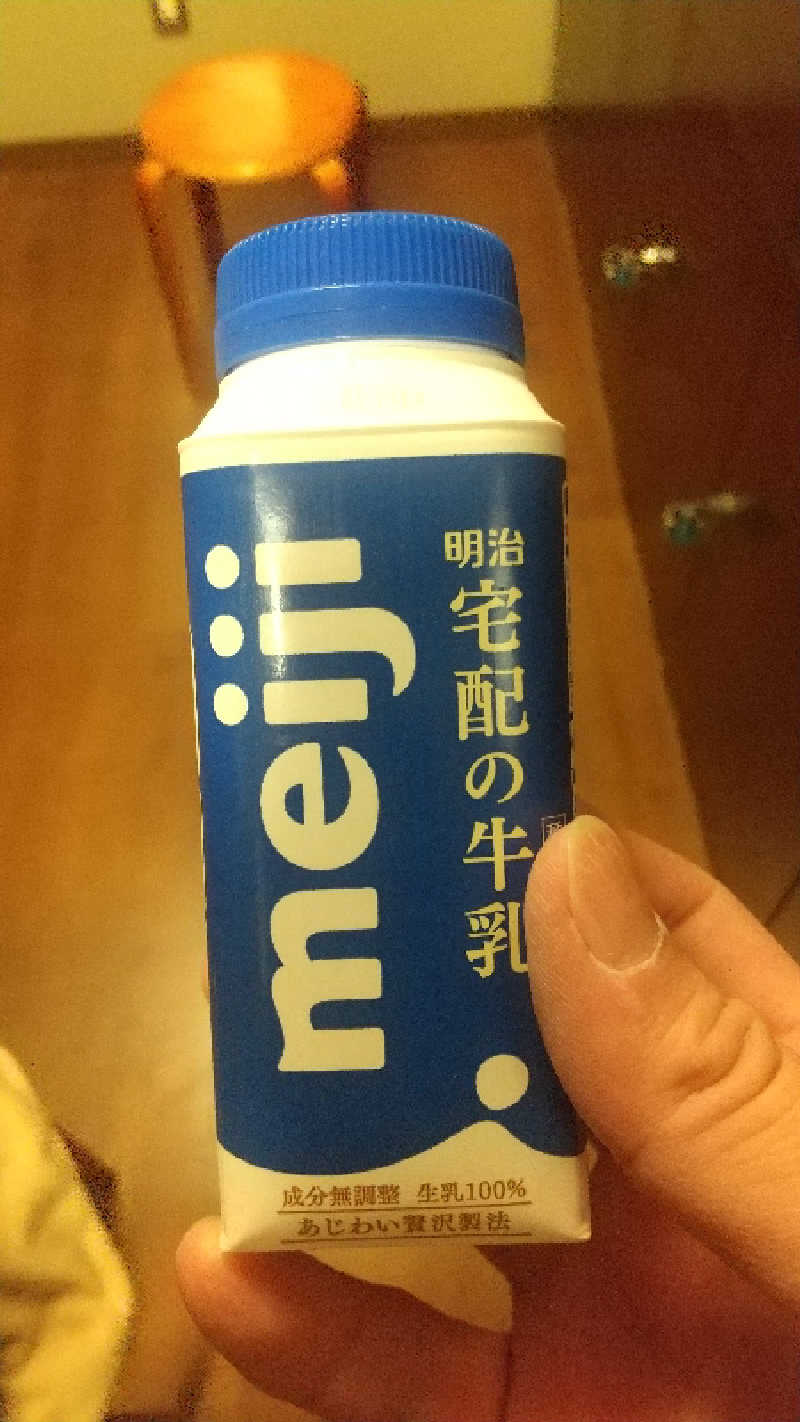 meiji
明治
宅配の牛乳
成分無調整 生乳100%
あじわい贅沢製法